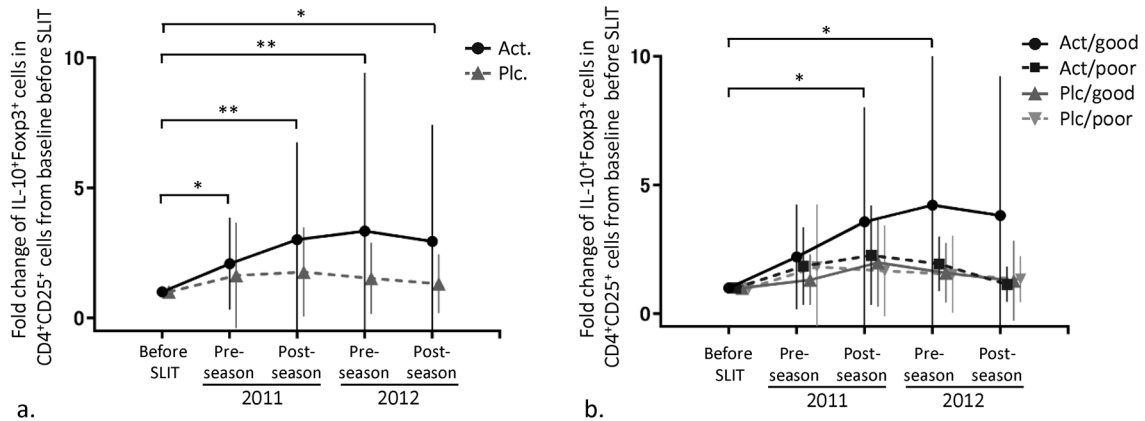 Fold change of IL-10⁺Foxp3⁺ cells in
CD4⁺CD25⁺ cells from baseline before SLIT
10
5
0
*
**
**
*
Act.
Plc.
Before
SLIT
Pre-
season
Post-
season
Pre-
season
Post-
season
2011
2012
a.
Fold change of IL-10⁺Foxp3⁺ cells in
CD4⁺CD25⁺ cells from baseline before SLIT
10
5
0
*
*
Act/good
Act/poor
Plc/good
Plc/poor
Before
SLIT
Pre-
season
Post-
season
Pre-
season
Post-
season
2011
2012
b.